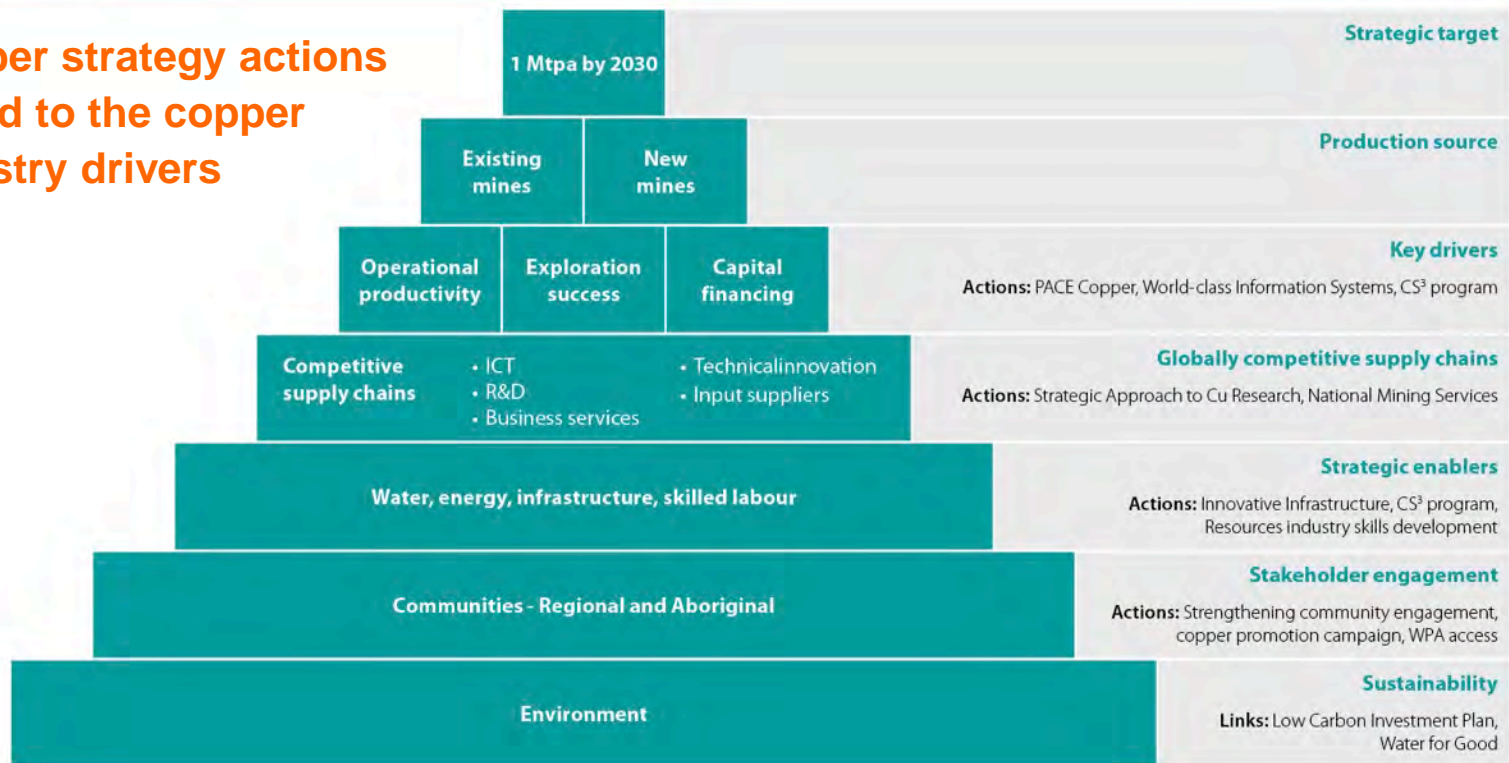 per strategy actions
d to the copper
stry drivers
1 Mtpa by 2030
Strategic target
Existing
mines
New
mines
Production source
Operational
productivity
Exploration
success
Capital
financing
Key drivers
Actions: PACE Copper, World-class Information Systems, CS³ program
Competitive
supply chains
• ICT
• R&D
• Business services
• Technicalinnovation
• Input suppliers
Globally competitive supply chains
Actions: Strategic Approach to Cu Research, National Mining Services
Water, energy, infrastructure, skilled labour
Strategic enablers
Actions: Innovative Infrastructure, CS³ program,
Resources industry skills development
Communities - Regional and Aboriginal
Stakeholder engagement
Actions: Strengthening community engagement,
copper promotion campaign, WPA access
Environment
Sustainability
Links: Low Carbon Investment Plan,
Water for Good